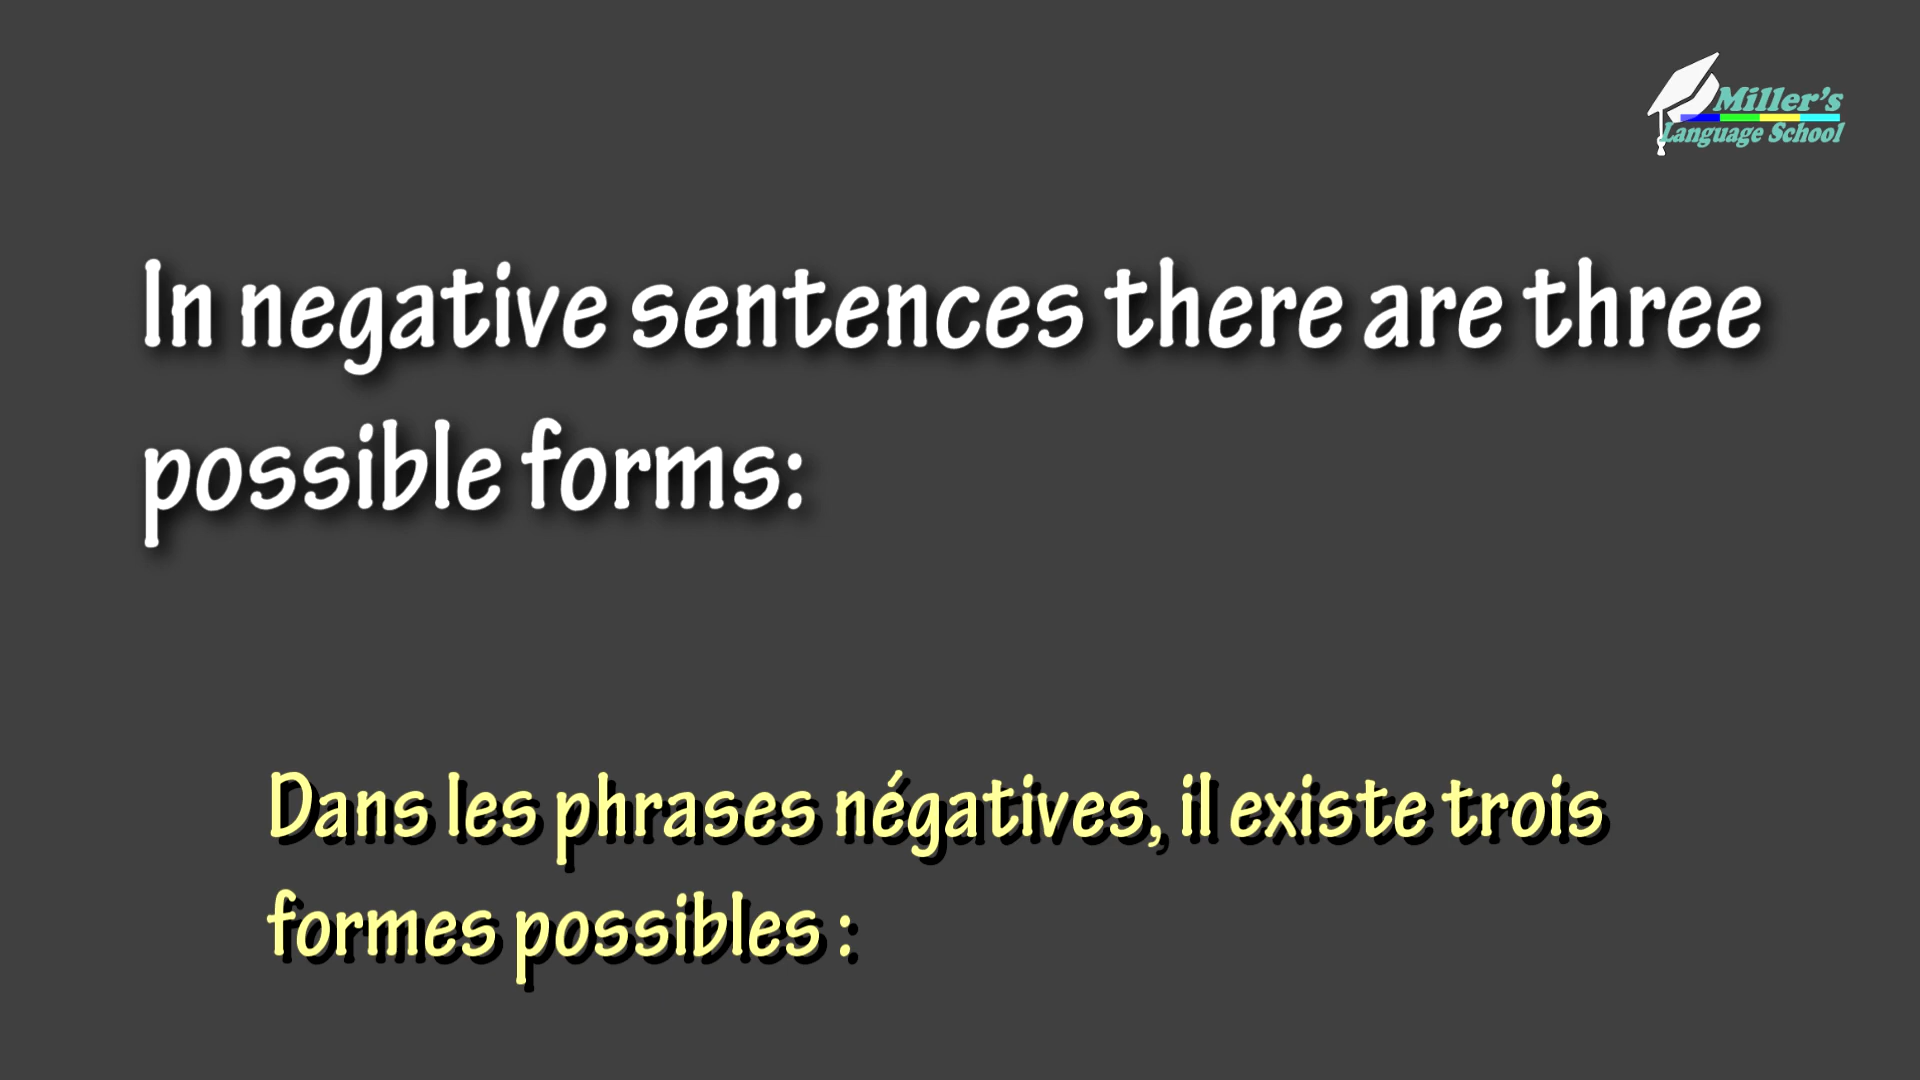 Miller's
Language School
In negative sentences there are three
possible forms:
Dans les phrases négatives, il existe trois
formes possibles :